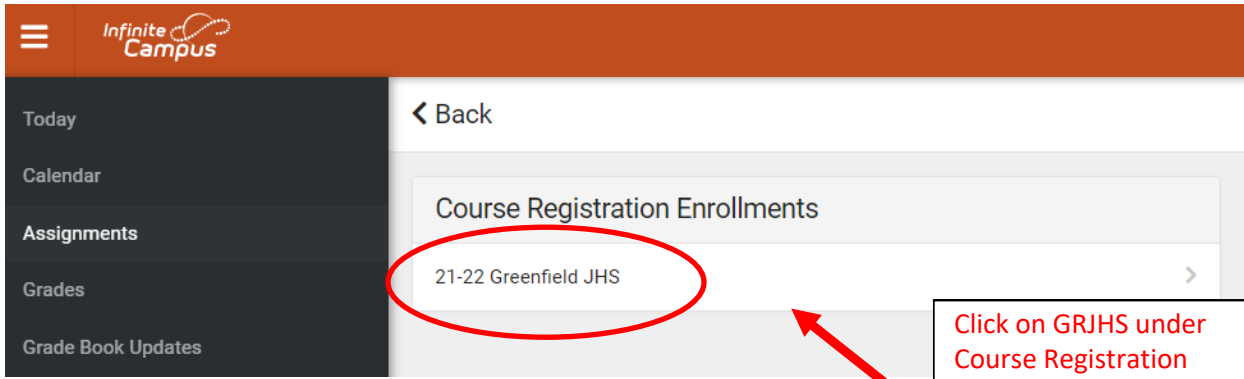 Infinite
Campus
Today
Back
Calendar
Course Registration Enrollments
Assignments
21-22 Greenfield JHS
Grades
Click on GRJHS under
Course Registration
Grade Book Updates